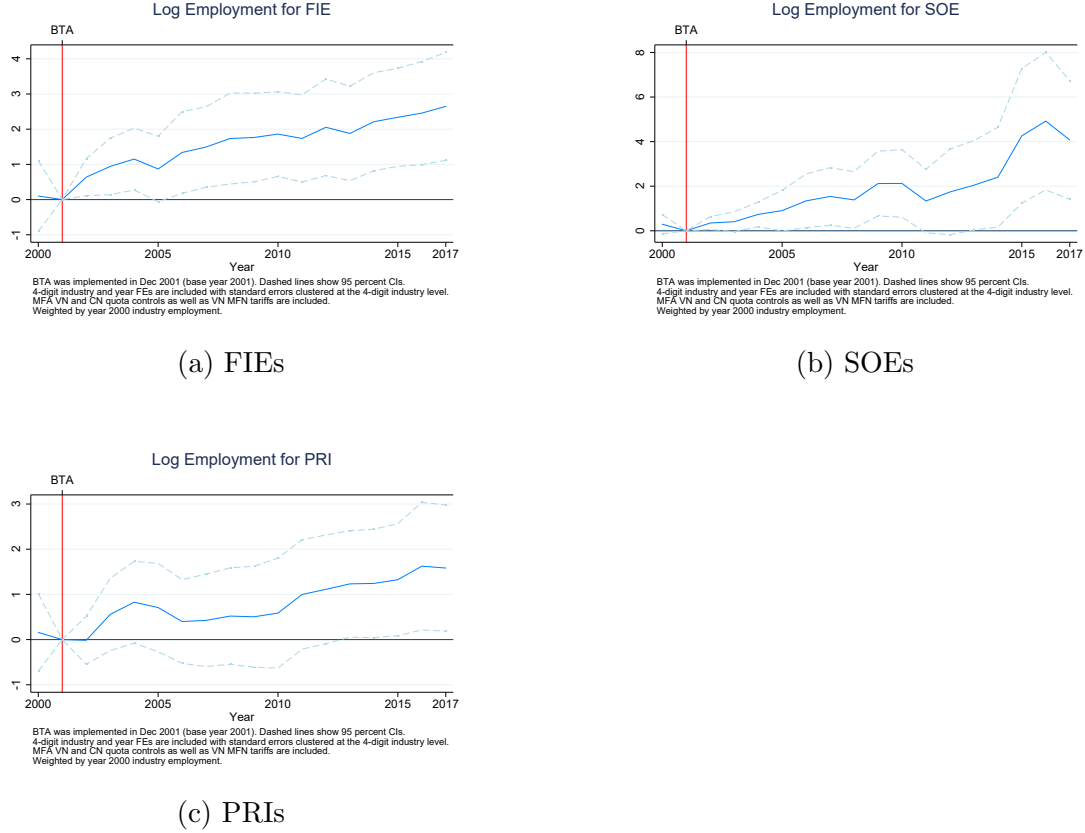 Log Employment for FIE
BTA
4
3
2
1
0
-1
2000 2005 2010 2015 2017
Year
BTA was implemented in Dec 2001 (base year 2001). Dashed lines show 95 percent CIs.
4-digit industry and year FEs are included with standard errors clustered at the 4-digit industry level.
MFA VN and CN quota controls as well as VN MFN tariffs are included.
Weighted by year 2000 industry employment.
(a) FIEs
Log Employment for SOE
BTA
8
6
4
2
0
2000 2005 2010 2015 2017
Year
BTA was implemented in Dec 2001 (base year 2001). Dashed lines show 95 percent CIs.
4-digit industry and year FEs are included with standard errors clustered at the 4-digit industry level.
MFA VN and CN quota controls as well as VN MFN tariffs are included.
Weighted by year 2000 industry employment.
(b) SOEs
Log Employment for PRI
BTA
3
2
1
0
-1
2000 2005 2010 2015 2017
Year
BTA was implemented in Dec 2001 (base year 2001). Dashed lines show 95 percent CIs.
4-digit industry and year FEs are included with standard errors clustered at the 4-digit industry level.
MFA VN and CN quota controls as well as VN MFN tariffs are included.
Weighted by year 2000 industry employment.
(c) PRIs